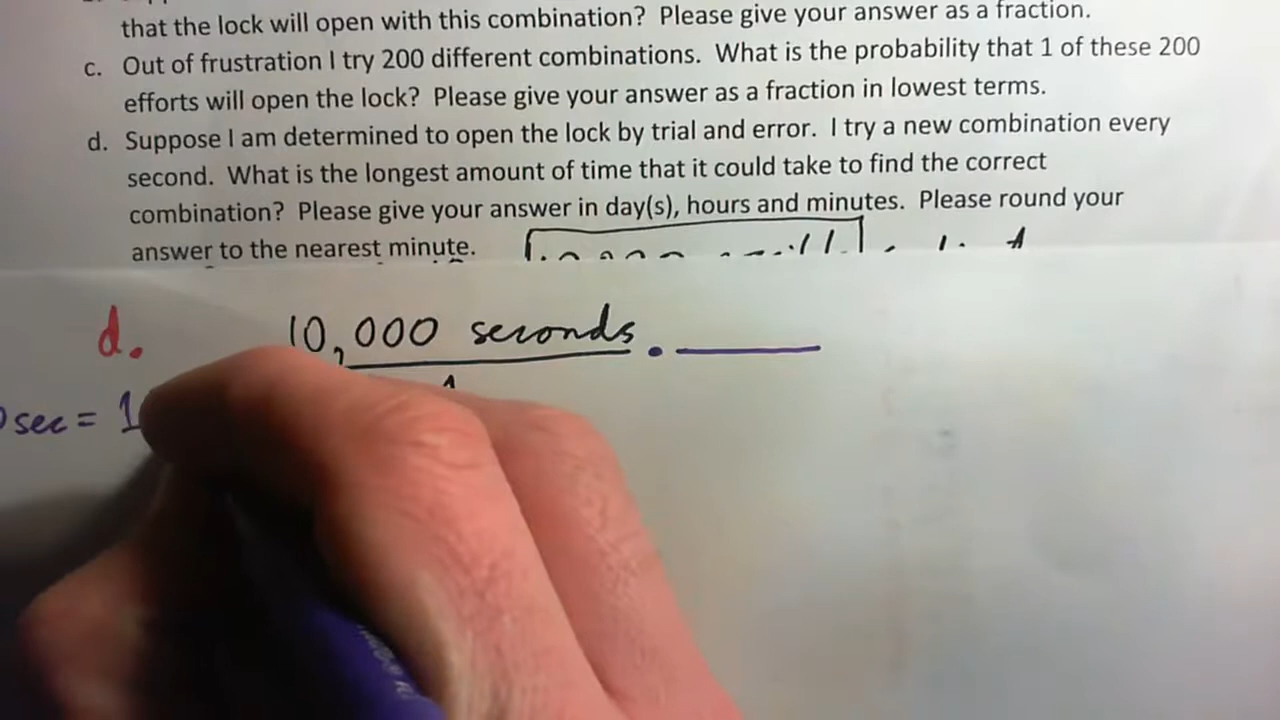 that the lock will open with this combination? Please give your answer as a fraction.
c. Out of frustration I try 200 different combinations. What is the probability that 1 of these 200
efforts will open the lock? Please give your answer as a fraction in lowest terms.
d. Suppose I am determined to open the lock by trial and error. I try a new combination every
second. What is the longest amount of time that it could take to find the correct
combination? Please give your answer in day(s), hours and minutes. Please round your
answer to the nearest minute.
d. 10,000 seconds .
sec = 1